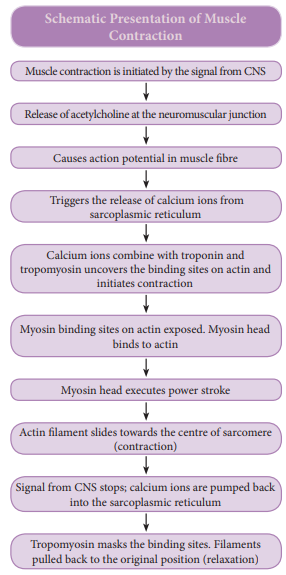 Schematic Presentation of Muscle
Contraction
Muscle contraction is initiated by the signal from CNS
Release of acetylcholine at the neuromuscular junction
Causes action potential in muscle fibre
Triggers the release of calcium ions from
sarcoplasmic reticulum
Calcium ions combine with troponin and
tropomyosin uncovers the binding sites on actin and
initiates contraction
Myosin binding sites on actin exposed. Myosin head
binds to actin
Myosin head executes power stroke
Actin filament slides towards the centre of sarcomere
(contraction)
Signal from CNS stops; calcium ions are pumped back
into the sarcoplasmic reticulum
Tropomyosin masks the binding sites. Filaments
pulled back to the original position (relaxation)